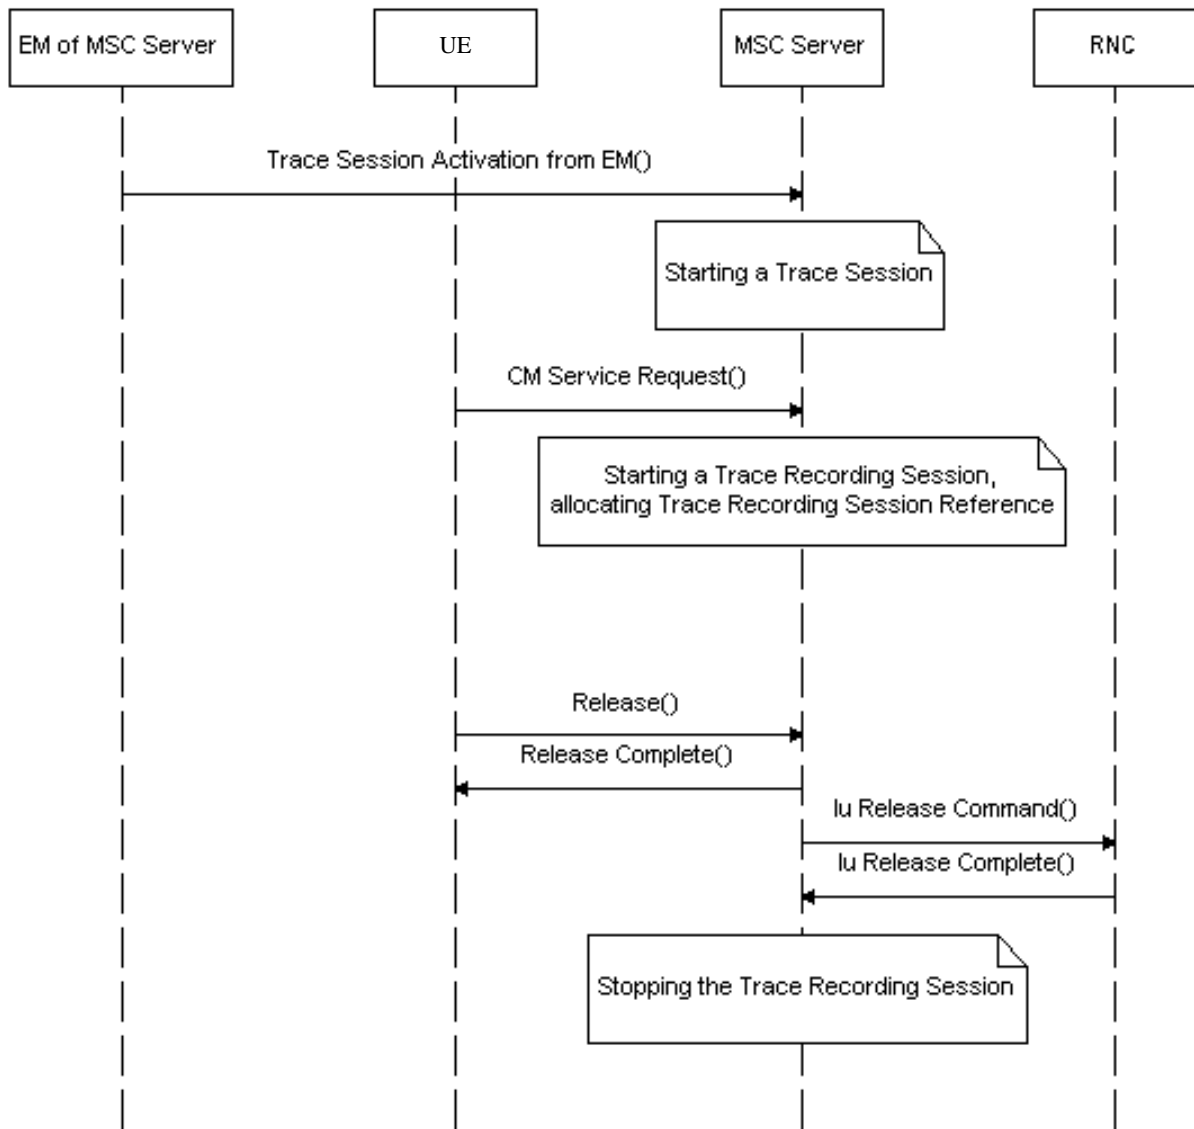 EM of MSC Server
UE
MSC Server
RNC
Trace Session Activation from EM()
Starting a Trace Session
CM Service Request()
Starting a Trace Recording Session,
allocating Trace Recording Session Reference
Release()
Release Complete()
Iu Release Command()
Iu Release Complete()
Stopping the Trace Recording Session